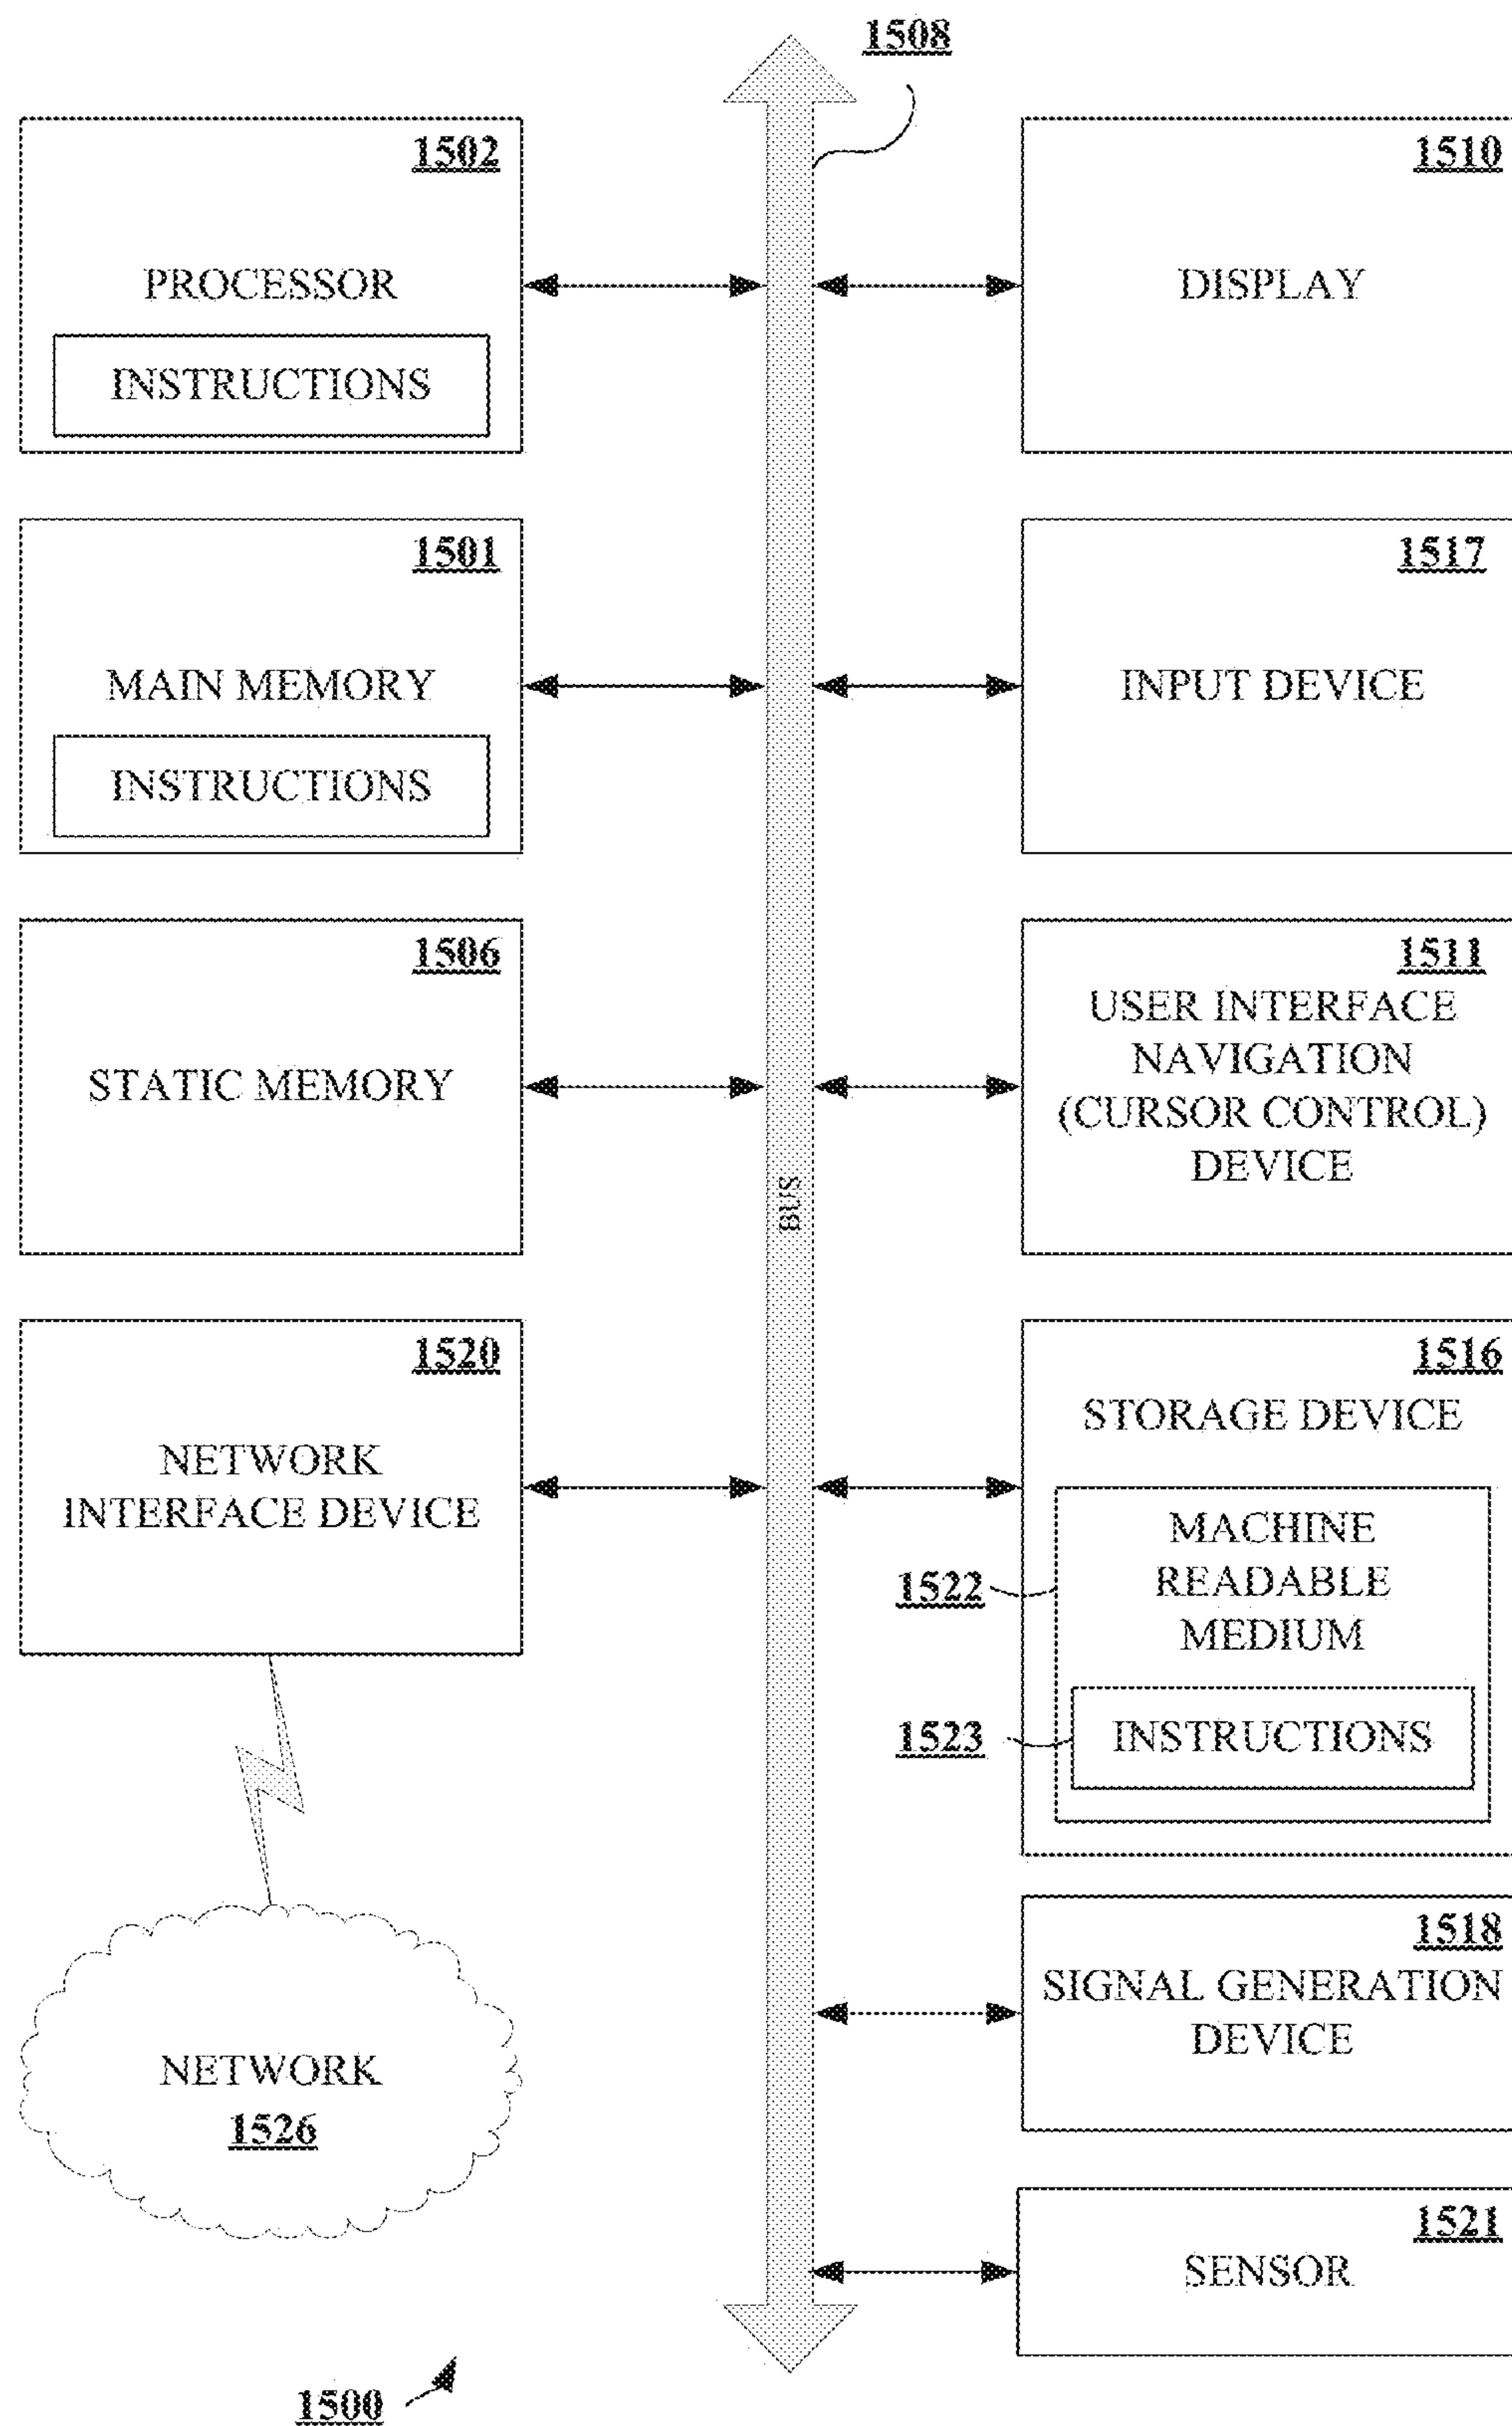 1508
1502
PROCESSOR
INSTRUCTIONS
1510
DISPLAY
1501
MAIN MEMORY
INSTRUCTIONS
1517
INPUT DEVICE
1506
STATIC MEMORY
1511
USER INTERFACE
NAVIGATION
(CURSOR CONTROL)
DEVICE
BUS
1520
NETWORK
INTERFACE DEVICE
1516
STORAGE DEVICE
MACHINE
READABLE
MEDIUM
1522
INSTRUCTIONS
1523
1518
SIGNAL GENERATION
DEVICE
NETWORK
1526
1521
SENSOR
1500